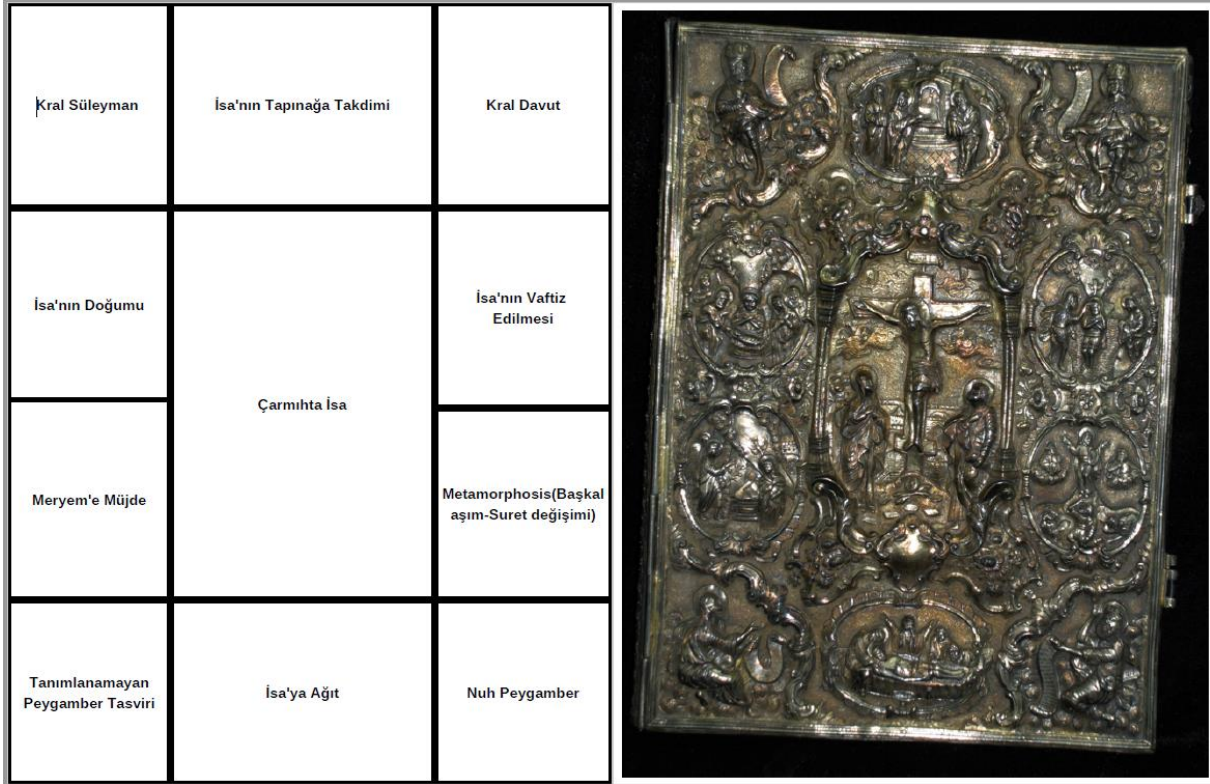 Kral Süleyman
İsa'nın Tapınağa Takdimi
Kral Davut
İsa'nın Doğumu
İsa'nın Vaftiz
Edilmesi
Çarmıhta İsa
Meryem'e Müjde
Metamorphosis(Başkal
aşım-Suret değişimi)
Tanımlanamayan
Peygamber Tasviri
İsa'ya Ağıt
Nuh Peygamber